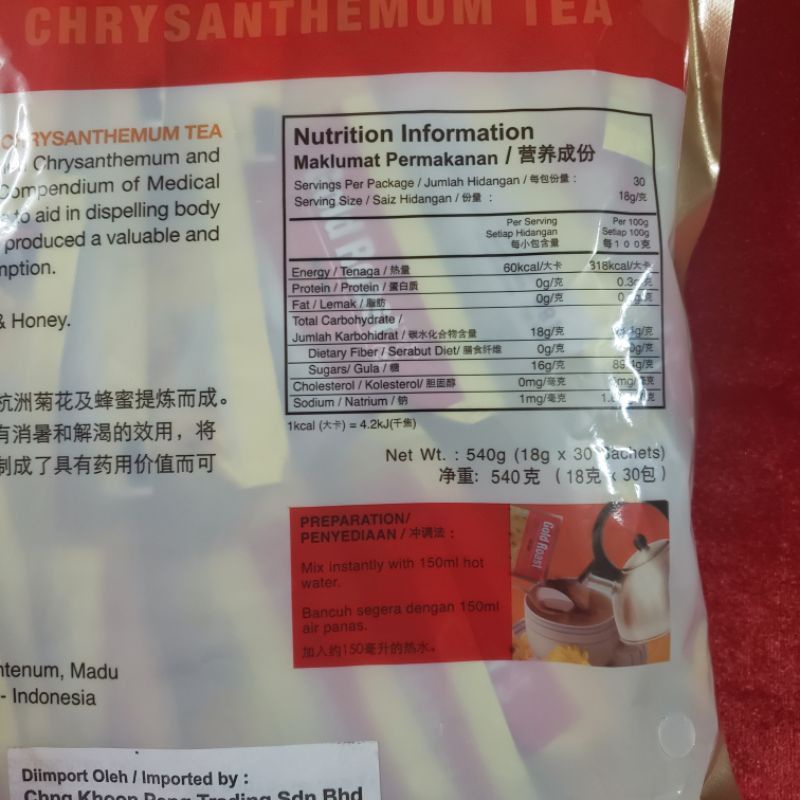 CHRYSANTHEMUM TEA
CHRYSANTHEMUM TEA
Chrysanthemum and
Compendium of Medical
to aid in dispelling body
produced a valuable and
& Honey.
杭洲菊花及蜂蜜提炼而成。
有消暑和解渴的效用，将
制成了具有药用价值而可
Madu
- Indonesia
Nutrition Information
Maklumat Permakanan / 营养成份
Servings Per Package / Jumlah Hidangan / 每包份量 : 30
Serving Size / Saiz Hidangan / 份量 : 18g/克
Per Serving Per 100g
Setiap Hidangan Setiap 100g
每小包含量 每100克
Energy / Tenaga / 热量 60kcal/大卡 318kcal/大卡
Protein / Protein / 蛋白质 0g/克 0.3g/克
Fat / Lemak / 脂肪 0g/克
Total Carbohydrate /
Jumlah Karbohidrat / 碳水化合物含量 18g/克
Dietary Fiber / Serabut Diet/ 膳食纤维 0g/克
Sugars/ Gula / 糖 16g/克
Cholesterol / Kolesterol/ 胆固醇 0mg/毫克
Sodium / Natrium / 钠 1mg/毫克
1kcal (大卡) = 4.2kJ(千焦)
Net Wt. : 540g (18g x 30 Sachets)
净重: 540克 (18克 x 30包)
PREPARATION/
PENYEDIAAN / 冲调法 :
Mix instantly with 150ml hot
water.
Bancuh segera dengan 150ml
air panas.
加入约150毫升的热水。
Gold Roast
Diimport Oleh / Imported by :
Chng Khoon Peng Trading Sdn Bhd